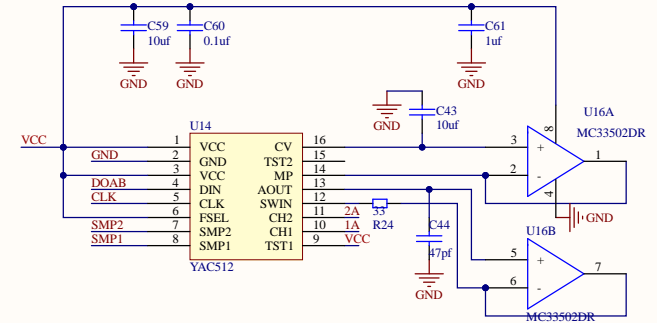 C59
10uf
GND
C60
0.1uf
GND
C61
1uf
GND
GND
C43
10uf
U16A
MC33502DR
8
3
+
1
2
-
4
GND
U14
VCC
GND
DOAB
CLK
SMP2
SMP1
1 VCC CV 16
2 GND TST2 15
3 VCC MP 14
4 DIN AOUT 13
5 CLK SWIN 12
6 FSEL CH2 11 2A
7 SMP2 CH1 10 1A
8 SMP1 TST1 9 VCC
YAC512
33
R24
C44
47pf
GND
U16B
5
+
7
6
-
MC33502DR